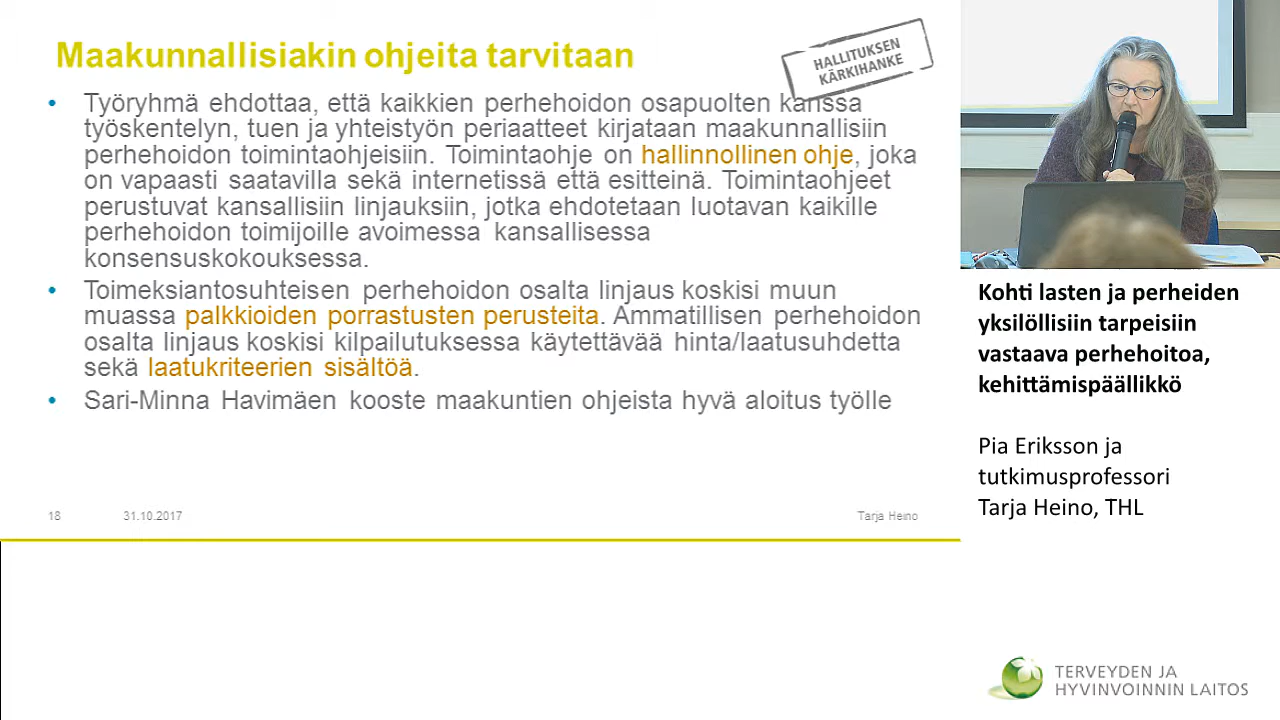 Maakunnallisiakin ohjeita tarvitaan
HALLITUKSEN
KÄRKIHANKE
• Työryhmä ehdottaa, että kaikkien perhehoidon osapuolten kanssa
työskentelyn, tuen ja yhteistyön periaatteet kirjataan maakunnallisiin
perhehoidon toimintaohjeisiin. Toimintaohje on hallinnollinen ohje, joka
on vapaasti saatavilla sekä internetissä että esitteinä. Toimintaohjeet
perustuvat kansallisiin linjauksiin, jotka ehdotetaan luotavan kaikille
perhehoidon toimijoille avoimessa kansallisessa
konsensuskokouksessa.
• Toimeksiantosuhteisen perhehoidon osalta linjaus koskisi muun
muassa palkkioiden porrastusten perusteita. Ammatillisen perhehoidon
osalta linjaus koskisi kilpailutuksessa käytettävää hinta/laatusuhdetta
sekä laatukriteerien sisältöä.
• Sari-Minna Havimäen kooste maakuntien ohjeista hyvä aloitus työlle
18 31.10.2017 Tarja Heino
Kohti lasten ja perheiden
yksilöllisiin tarpeisiin
vastaava perhehoitoa,
kehittämispäällikkö
Pia Eriksson ja
tutkimusprofessori
Tarja Heino, THL
TERVEYDEN JA
HYVINVOINNIN LAITOS